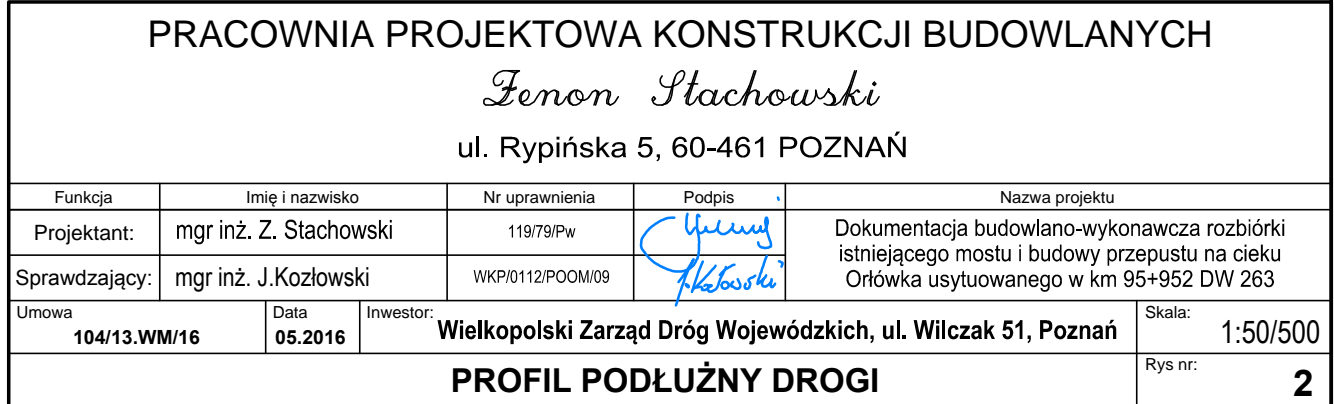 PRACOWNIA PROJEKTOWA KONSTRUKCJI BUDOWLANYCH
Zenon Stachowski
ul. Rypińska 5, 60-461 POZNAŃ
Funkcja Imię i nazwisko Nr uprawnienia Podpis Nazwa projektu
Projektant: mgr inż. Z. Stachowski 119/79/Pw
Sprawdzający: mgr inż. J.Kozłowski WKP/0112/POOM/09 J.Kozłowski
Dokumentacja budowlano-wykonawcza rozbiórki
istniejącego mostu i budowy przepustu na cieku
Orłówka usytuowanego w km 95+952 DW 263
Umowa
104/13.WM/16
Data
05.2016
Inwestor: Wielkopolski Zarząd Dróg Wojewódzkich, ul. Wilczak 51, Poznań
Skala:
1:50/500
PROFIL PODŁUŻNY DROGI
Rys nr:
2